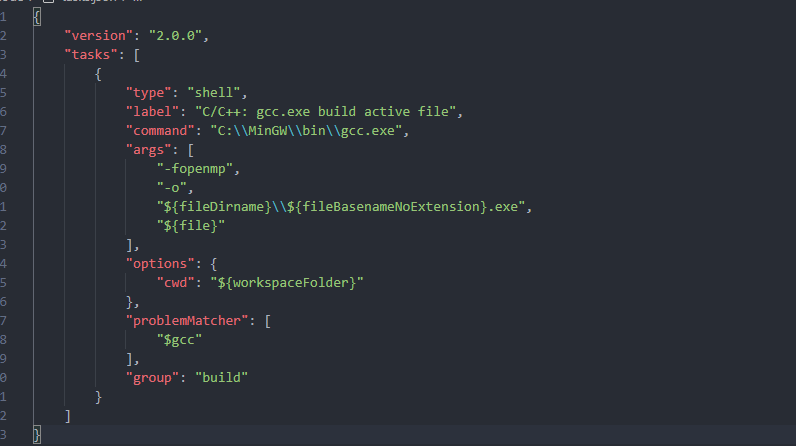 1 {
2 "version": "2.0.0",
3 "tasks": [
4 {
5 "type": "shell",
6 "label": "C/C++: gcc.exe build active file",
7 "command": "C:\\MinGW\\bin\\gcc.exe",
8 "args": [
9 "-fopenmp",
0 "-o",
1 "${fileDirname}\\${fileBasenameNoExtension}.exe",
2 "${file}"
3 ],
4 "options": {
5 "cwd": "${workspaceFolder}"
6 },
7 "problemMatcher": [
8 "$gcc"
9 ],
0 "group": "build"
1 }
2 ]
3 }